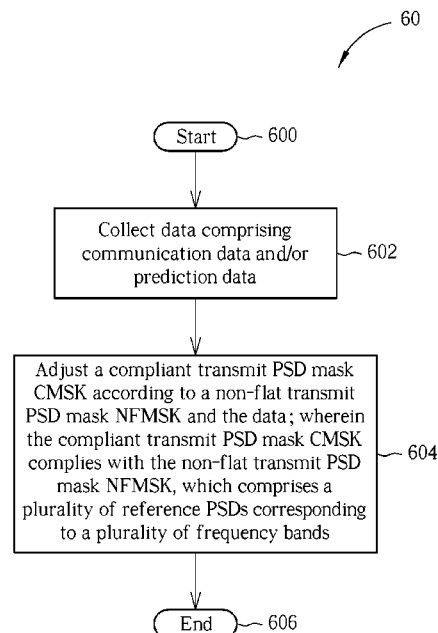 60
Start
600
Collect data comprising
communication data and/or
prediction data
602
Adjust a compliant transmit PSD mask
CMSK according to a non-flat transmit
PSD mask NFMSK and the data; wherein
the compliant transmit PSD mask CMSK
complies with the non-flat transmit PSD
mask NFMSK, which comprises a
plurality of reference PSDs corresponding
to a plurality of frequency bands
604
End
606